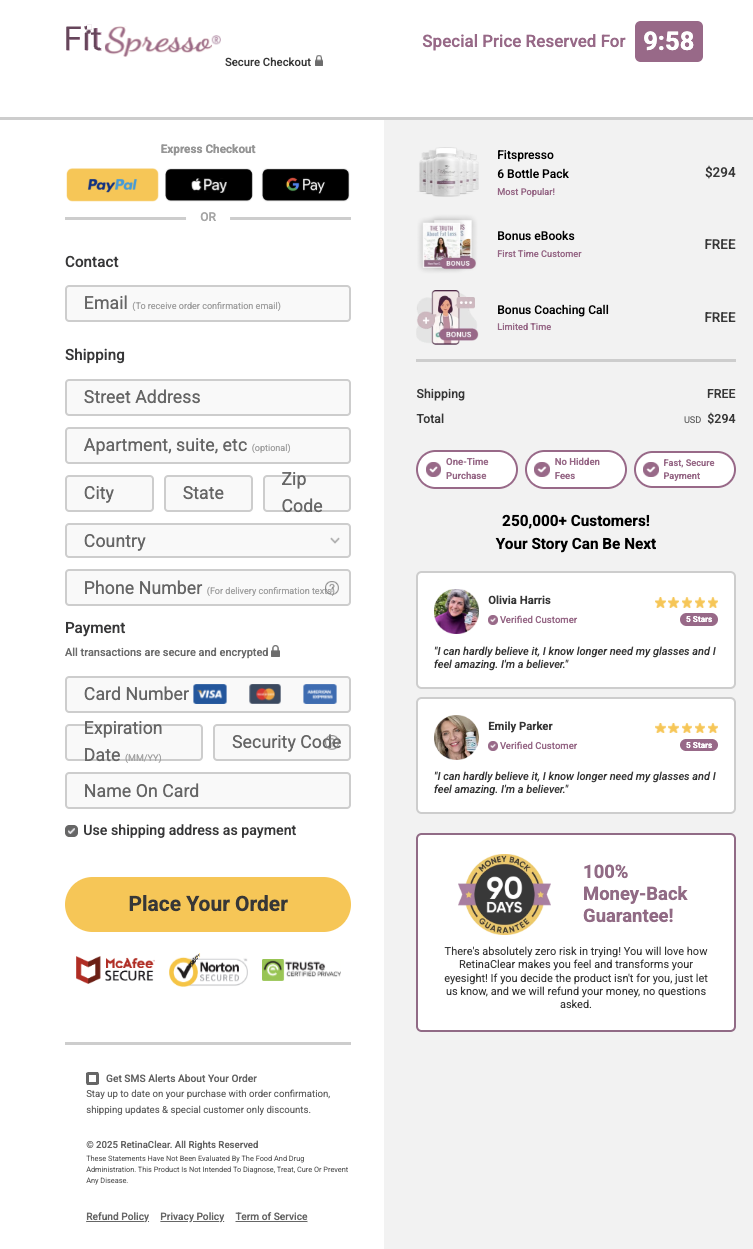 FitSpresso®
Secure Checkout
Special Price Reserved For
9:58
Express Checkout
PayPal
Pay
G Pay
OR
Contact
Email (To receive order confirmation email)
Shipping
Street Address
Apartment, suite, etc (optional)
City
State
Zip
Code
Country
Phone Number (For delivery confirmation texts)
Payment
All transactions are secure and encrypted
Card Number
VISA
MasterCard
AMERICAN
EXPRESS
Expiration
Date (MM/YY)
Security Code
Name On Card
Use shipping address as payment
Place Your Order
McAfee
SECURE
Norton
SECURED
TRUSTe
CERTIFIED PRIVACY
Get SMS Alerts About Your Order
Stay up to date on your purchase with order confirmation,
shipping updates & special customer only discounts.
© 2025 RetinaClear. All Rights Reserved
These Statements Have Not Been Evaluated By The Food And Drug
Administration. This Product Is Not Intended To Diagnose, Treat, Cure Or Prevent
Any Disease.
Refund Policy
Privacy Policy
Term of Service
Fitspresso
6 Bottle Pack
Most Popular!
$294
THE TRUTH
About Fat Loss
BONUS
Bonus eBooks
First Time Customer
FREE
BONUS
Bonus Coaching Call
Limited Time
FREE
Shipping
FREE
Total
USD $294
One-Time
Purchase
No Hidden
Fees
Fast, Secure
Payment
250,000+ Customers!
Your Story Can Be Next
Olivia Harris
Verified Customer
5 Stars
"I can hardly believe it, I know longer need my glasses and I
feel amazing. I'm a believer."
Emily Parker
Verified Customer
5 Stars
"I can hardly believe it, I know longer need my glasses and I
feel amazing. I'm a believer."
MONEY BACK
90
DAYS
GUARANTEE
100%
Money-Back
Guarantee!
There's absolutely zero risk in trying! You will love how
RetinaClear makes you feel and transforms your
eyesight! If you decide the product isn't for you, just let
us know, and we will refund your money, no questions
asked.